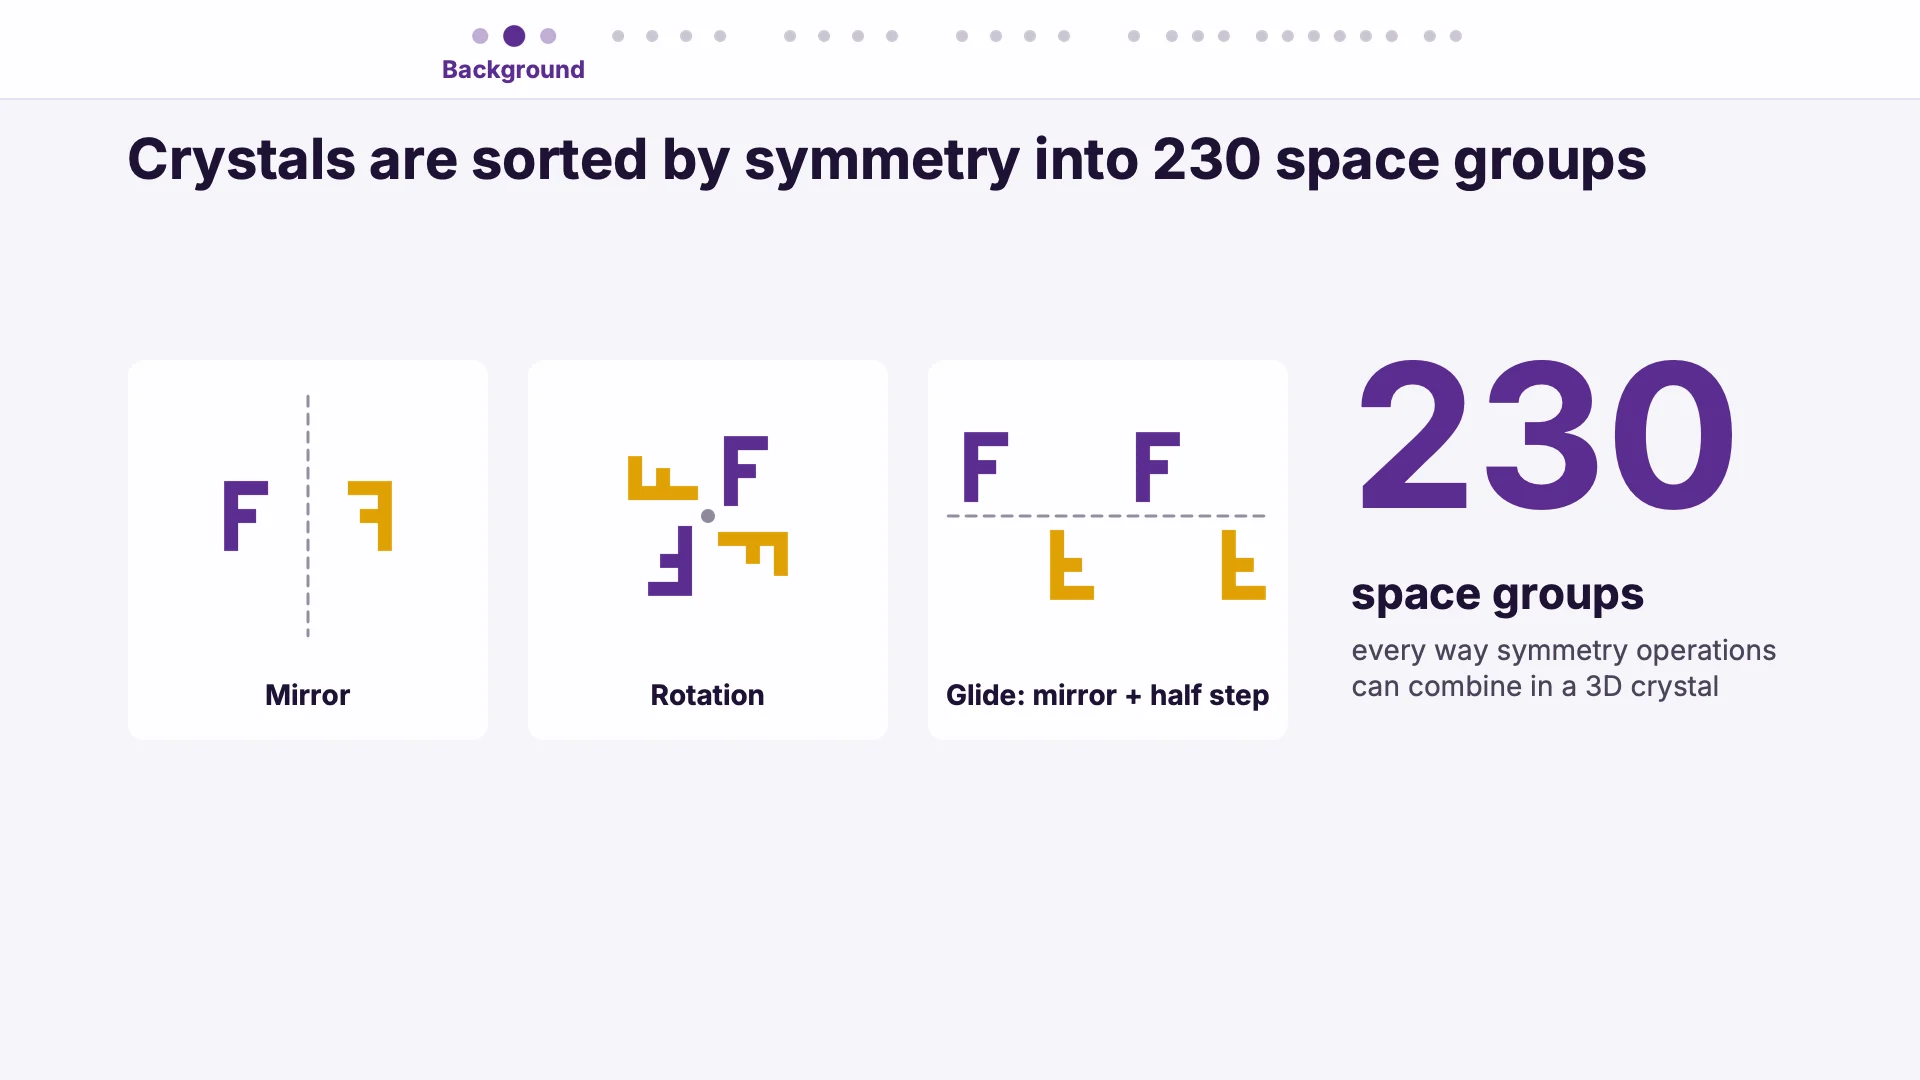 Background
Crystals are sorted by symmetry into 230 space groups
F
Mirror
F
Rotation
F F
Glide: mirror + half step
230
space groups
every way symmetry operations
can combine in a 3D crystal